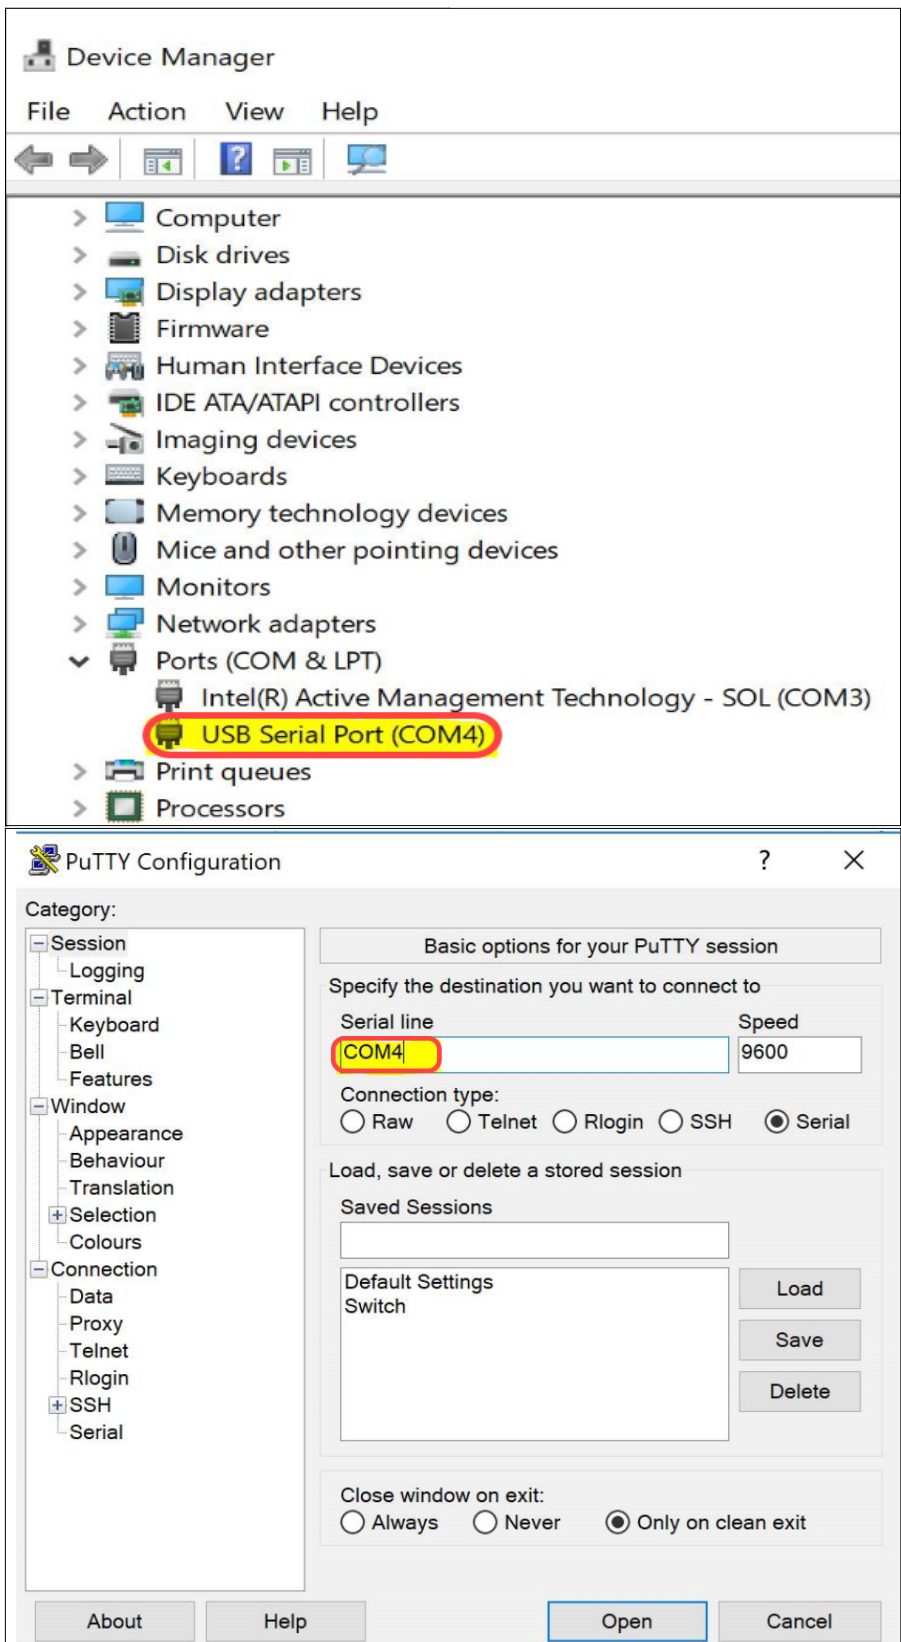 Device Manager
File Action View Help
Computer
Disk drives
Display adapters
Firmware
Human Interface Devices
IDE ATA/ATAPI controllers
Imaging devices
Keyboards
Memory technology devices
Mice and other pointing devices
Monitors
Network adapters
Ports (COM & LPT)
Intel(R) Active Management Technology - SOL (COM3)
USB Serial Port (COM4)
Print queues
Processors
PuTTY Configuration ? X
Category:
Session
Logging
Terminal
Keyboard
Bell
Features
Window
Appearance
Behaviour
Translation
Selection
Colours
Connection
Data
Proxy
Telnet
Rlogin
SSH
Serial
Basic options for your PuTTY session
Specify the destination you want to connect to
Serial line Speed
COM4 9600
Connection type:
Raw Telnet Rlogin SSH Serial
Load, save or delete a stored session
Saved Sessions
Default Settings
Switch
Load
Save
Delete
Close window on exit:
Always Never Only on clean exit
About Help Open Cancel